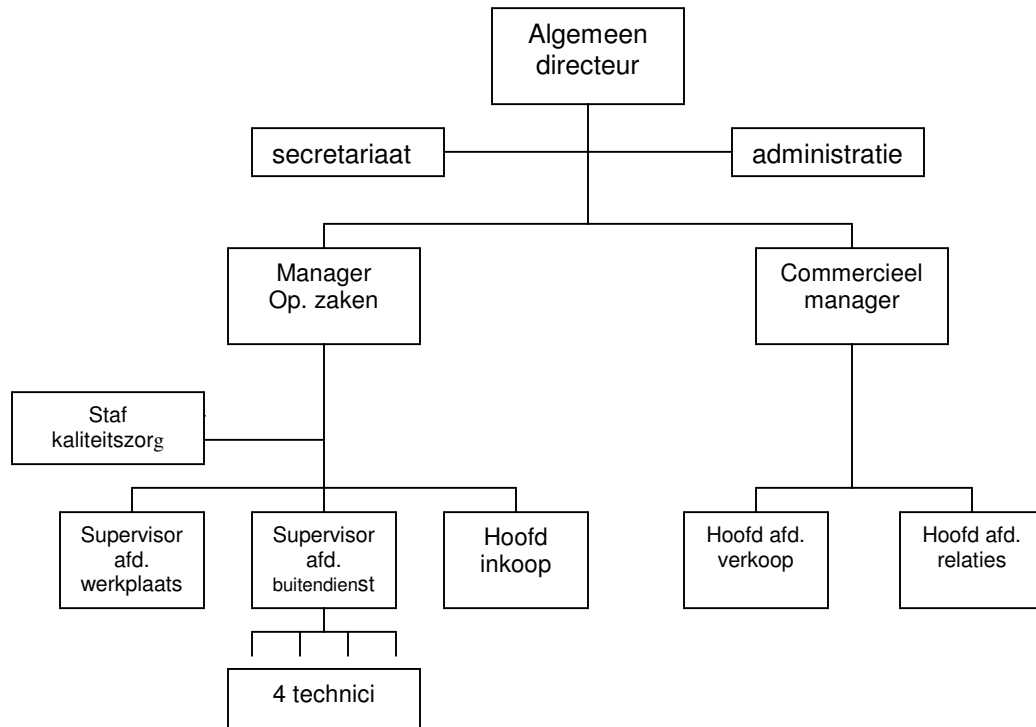 Algemeen
directeur
secretariaat
administratie
Manager
Op. zaken
Commercieel
manager
Staf
kaliteitszorg
Supervisor
afd.
werkplaats
Supervisor
afd.
buitendienst
Hoofd
inkoop
Hoofd afd.
verkoop
Hoofd afd.
relaties
4 technici